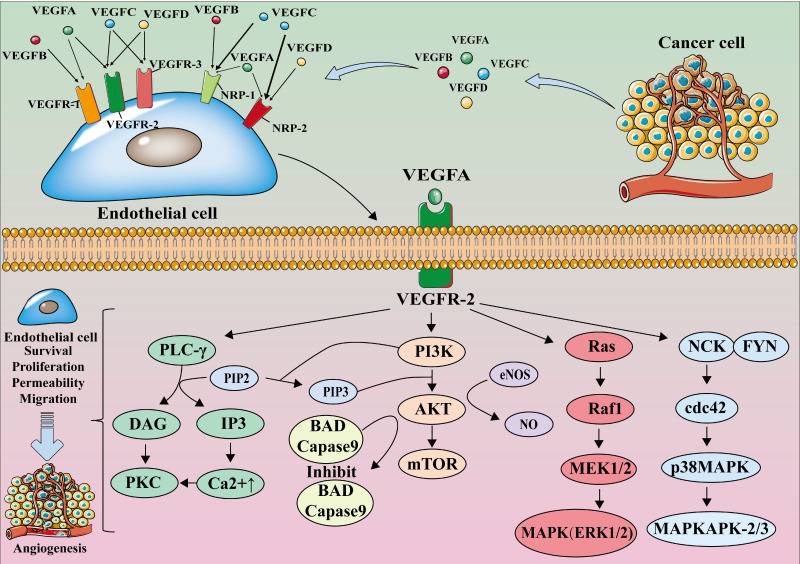 VEGFA
VEGFC
VEGFD
VEGFB
VEGFB
VEGFC
VEGFA
VEGFD
VEGFR-1
VEGFR-2
VEGFR-3
NRP-1
NRP-2
Endothelial cell
VEGFA
VEGFB
VEGFC
VEGFD
Cancer cell
VEGFA
VEGFR-2
Endothelial cell
Survival
Proliferation
Permeability
Migration
Angiogenesis
PLC-γ
PIP2
PIP3
DAG
IP3
PKC
Ca2+↑
PI3K
AKT
mTOR
BAD
Capase9
Inhibit
BAD
Capase9
eNOS
NO
Ras
Raf1
MEK1/2
MAPK(ERK1/2)
NCK
FYN
cdc42
p38MAPK
MAPKAPK-2/3